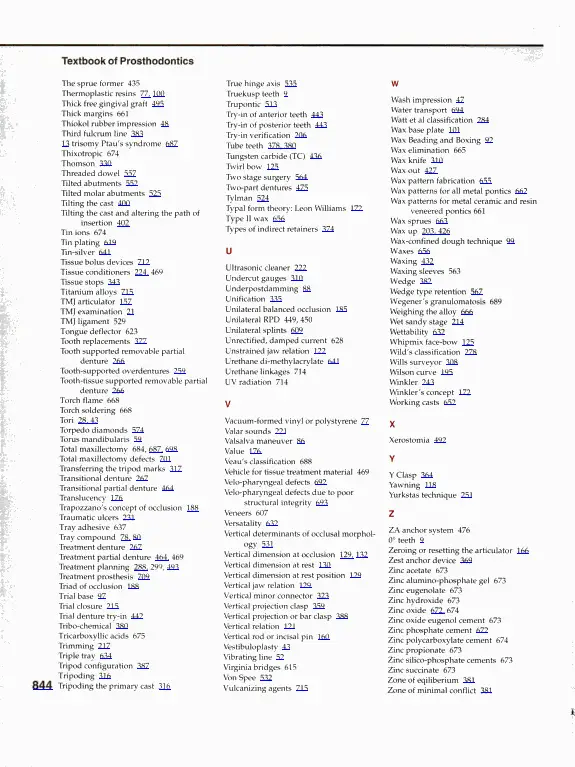 Textbook of Prosthodontics
The sprue former 435
Thermoplastic resins 77, 100
Thick free gingival graft 495
Thick margins 661
Thiokol rubber impression 48
Third fulcrum line 383
13 trisomy Ptau's syndrome 687
Thixotropic 674
Thomson 330
Threaded dowel 557
Tilted abutments 552
Tilted molar abutments 525
Tilting the cast 400
Tilting the cast and altering the path of
insertion 402
Tin ions 674
Tin plating 619
Tin-silver 641
Tissue bolus devices 712
Tissue conditioners 224, 469
Tissue stops 343
Titanium alloys 715
TMJ articulator 157
TMJ examination 21
TMJ ligament 529
Tongue deflector 623
Tooth replacements 377
Tooth supported removable partial
denture 266
Tooth-supported overdentures 259
Tooth-tissue supported removable partial
denture 266
Torch flame 668
Torch soldering 668
Tori 28, 43
Torpedo diamonds 574
Torus mandibularis 59
Total maxillectomy 684, 687, 698
Total maxillectomy defects 701
Transferring the tripod marks 317
Transitional denture 267
Transitional partial denture 464
Translucency 176
Trapozzano's concept of occlusion 188
Traumatic ulcers 231
Tray adhesive 637
Tray compound 78, 80
Treatment denture 267
Treatment partial denture 464, 469
Treatment planning 288, 299, 493
Treatment prosthesis 709
Triad of occlusion 188
Trial base 97
Trial closure 215
Trial denture try-in 442
Tribo-chemical 380
Tricarboxyllic acids 675
Trimming 217
Triple tray 634
Tripod configuration 387
Tripoding 316
Tripoding the primary cast 316
844
True hinge axis 535
Truekusp teeth 9
Trupontic 513
Try-in of anterior teeth 443
Try-in of posterior teeth 443
Try-in verification 206
Tube teeth 378, 380
Tungsten carbide (TC) 436
Twirl bow 125
Two stage surgery 564
Two-part dentures 475
Tylman 524
Typal form theory: Leon Williams 172
Type II wax 656
Types of indirect retainers 374
U
Ultrasonic cleaner 222
Undercut gauges 310
Underpostdamming 88
Unification 335
Unilateral balanced occlusion 185
Unilateral RPD 449, 450
Unilateral splints 609
Unrectified, damped current 628
Unstrained jaw relation 122
Urethane di-methylacrylate 641
Urethane linkages 714
UV radiation 714
V
Vacuum-formed vinyl or polystyrene 77
Valar sounds 221
Valsalva maneuver 86
Value 176
Veau's classification 688
Vehicle for tissue treatment material 469
Velo-pharyngeal defects 692
Velo-pharyngeal defects due to poor
structural integrity 693
Veneers 607
Versatality 632
Vertical determinants of occlusal morphol-
ogy 531
Vertical dimension at occlusion 129, 132
Vertical dimension at rest 130
Vertical dimension at rest position 129
Vertical jaw relation 129
Vertical minor connector 323
Vertical projection clasp 359
Vertical projection or bar clasp 388
Vertical relation 121
Vertical rod or incisal pin 160
Vestibuloplasty 43
Vibrating line 52
Virginia bridges 615
Von Spee 532
Vulcanizing agents 715
W
Wash impression 47
Water transport 694
Watt et al classification 284
Wax base plate 101
Wax Beading and Boxing 92
Wax elimination 665
Wax knife 310
Wax out 427
Wax pattern fabrication 655
Wax patterns for all metal pontics 662
Wax patterns for metal ceramic and resin
veneered pontics 661
Wax sprues 663
Wax up 203, 426
Wax-confined dough technique 99
Waxes 656
Waxing 432
Waxing sleeves 563
Wedge 382
Wedge type retention 567
Wegener's granulomatosis 689
Weighing the alloy 666
Wet sandy stage 214
Wettability 632
Whipmix face-bow 125
Wild's classification 278
Wills surveyor 308
Wilson curve 195
Winkler 243
Winkler's concept 172
Working casts 652
X
Xerostomia 492
Y
Y Clasp 364
Yawning 118
Yurkstas technique 251
Z
ZA anchor system 476
0° teeth 9
Zeroing or resetting the articulator 166
Zest anchor device 369
Zinc acetate 673
Zinc alumino-phosphate gel 673
Zinc eugenolate 673
Zinc hydroxide 673
Zinc oxide 672, 674
Zinc oxide eugenol cement 673
Zinc phosphate cement 672
Zinc polycarboxylate cement 674
Zinc propionate 673
Zinc silico-phosphate cements 673
Zinc succinate 673
Zone of eqilibrium 381
Zone of minimal conflict 381